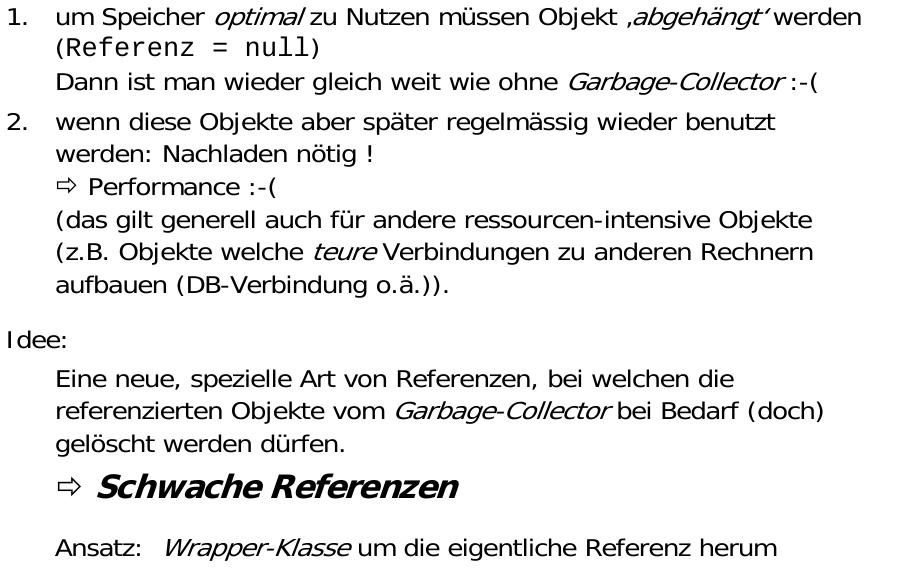 1. um Speicher optimal zu Nutzen müssen Objekt ‚abgehängt‘ werden
(Referenz = null)
Dann ist man wieder gleich weit wie ohne Garbage-Collector :-(
2. wenn diese Objekte aber später regelmässig wieder benutzt
werden: Nachladen nötig !
⇨ Performance :-(
(das gilt generell auch für andere ressourcen-intensive Objekte
(z.B. Objekte welche teure Verbindungen zu anderen Rechnern
aufbauen (DB-Verbindung o.ä.)).
Idee:
Eine neue, spezielle Art von Referenzen, bei welchen die
referenzierten Objekte vom Garbage-Collector bei Bedarf (doch)
gelöscht werden dürfen.
⇨ Schwache Referenzen
Ansatz: Wrapper-Klasse um die eigentliche Referenz herum